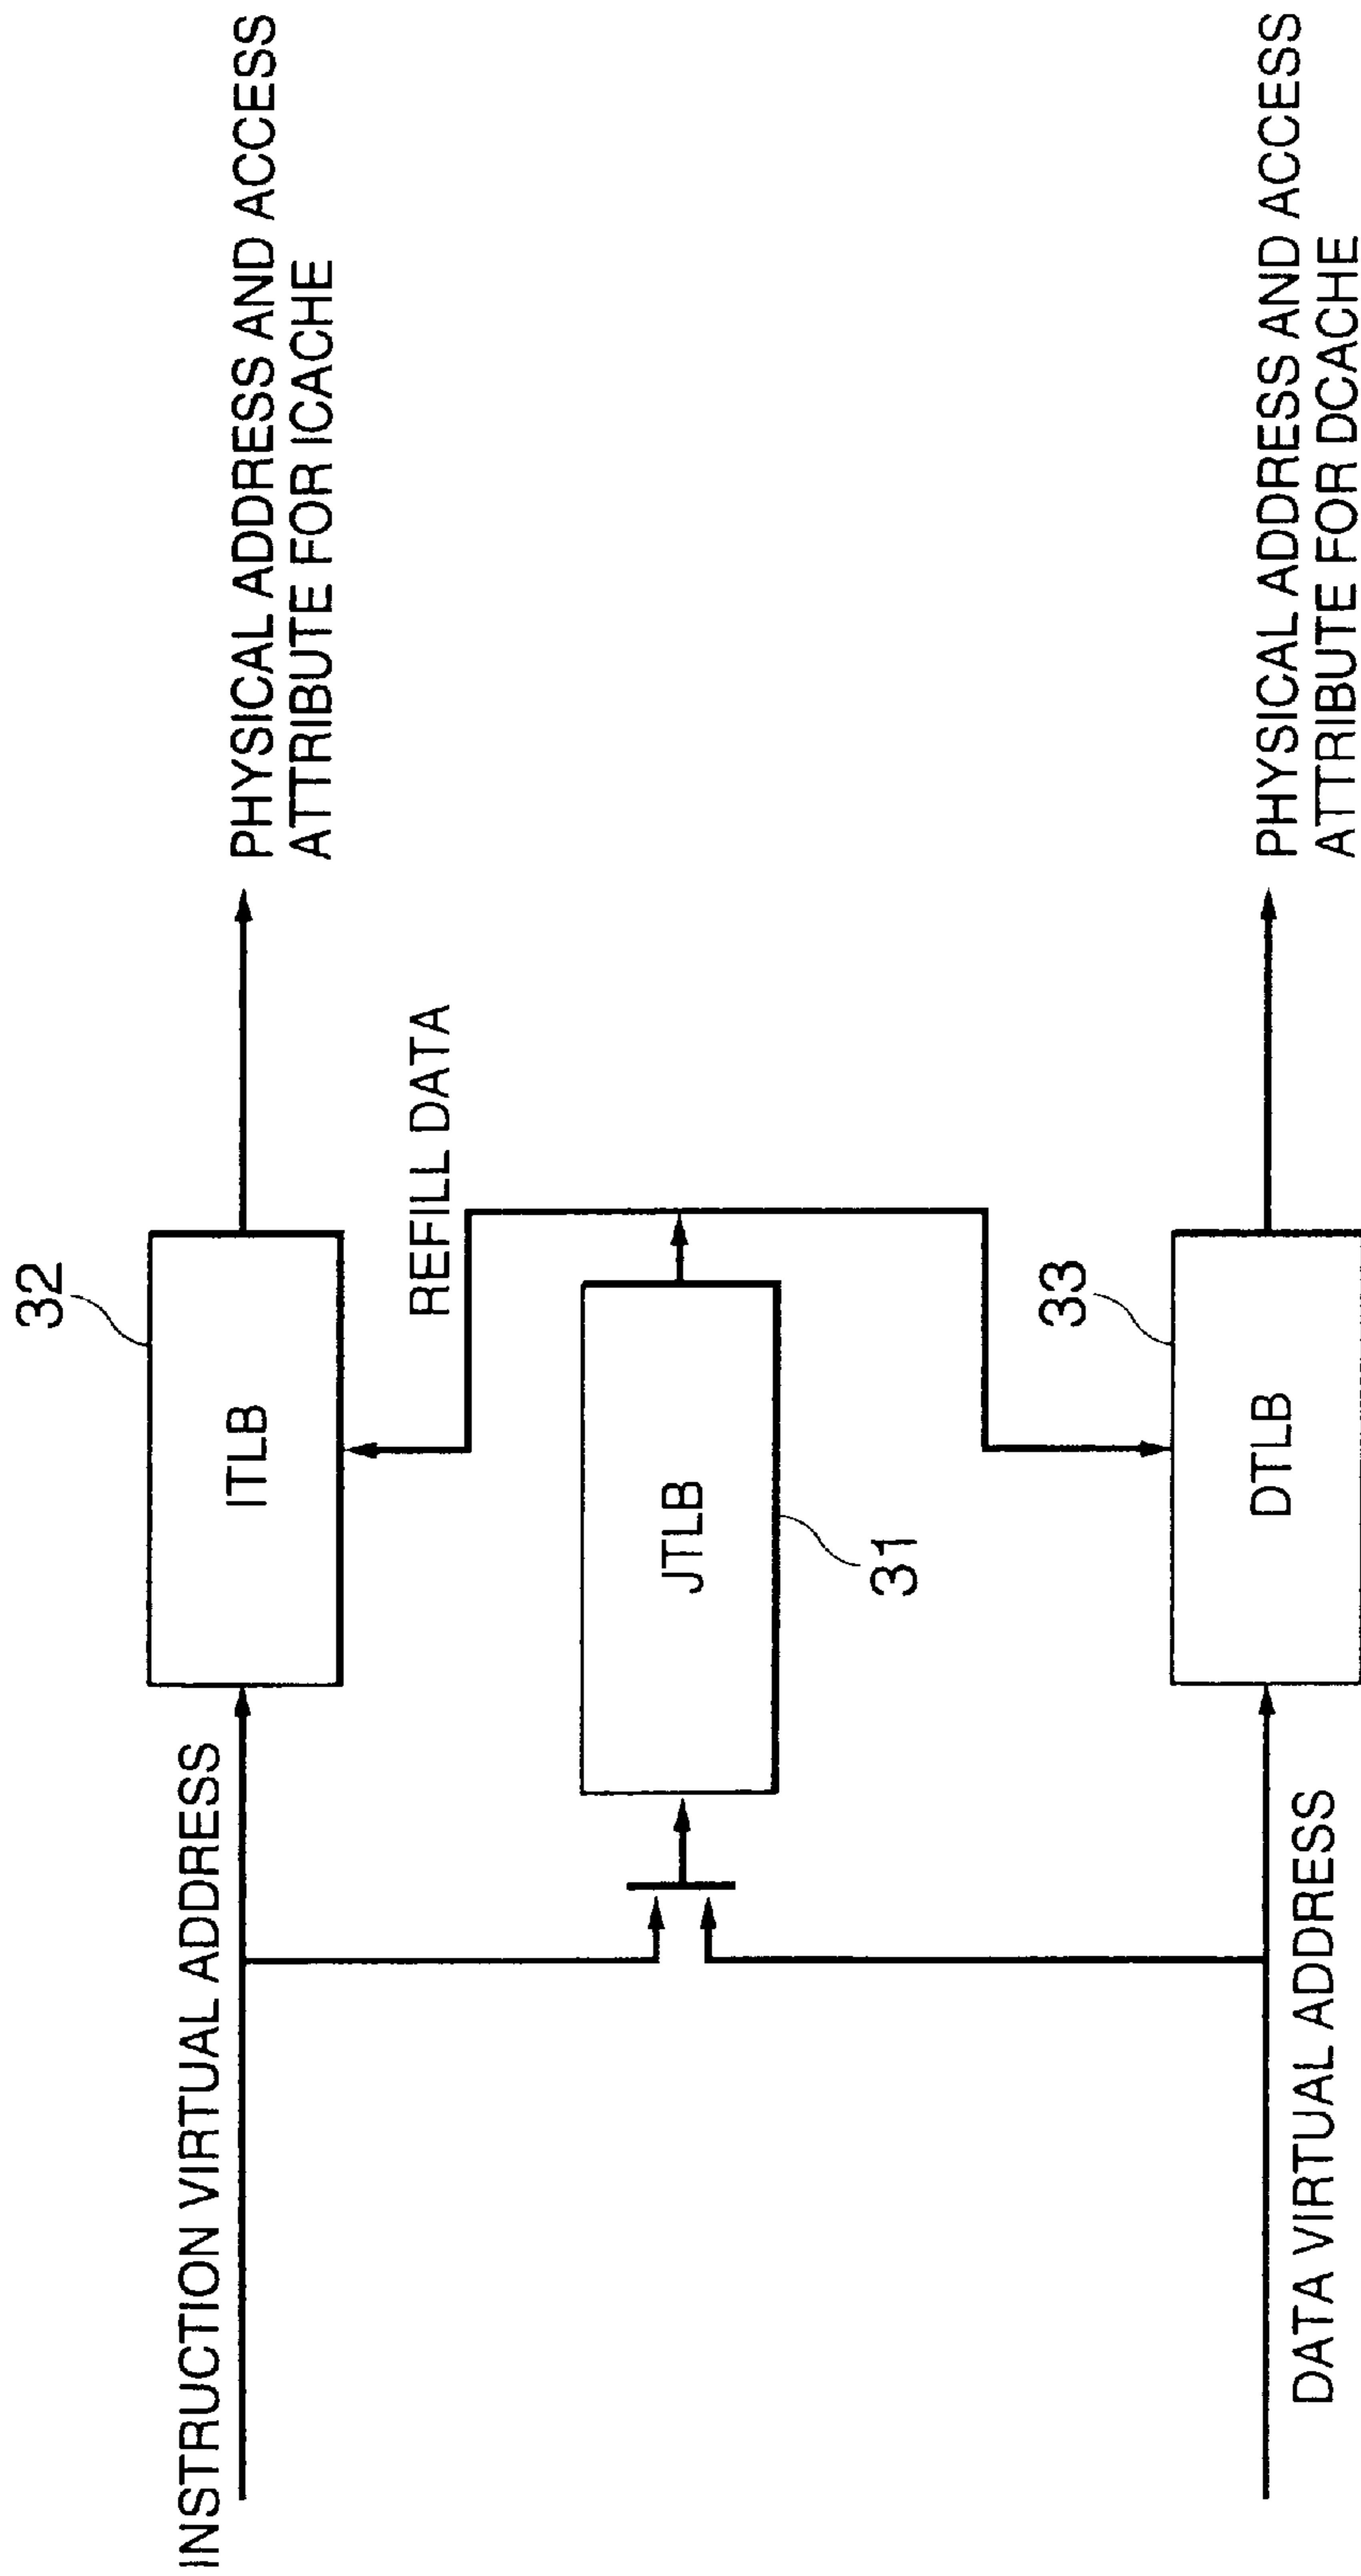 INSTRUCTION VIRTUAL ADDRESS
32
ITLB
PHYSICAL ADDRESS AND ACCESS
ATTRIBUTE FOR ICACHE
REFILL DATA
JTLB
31
33
DTLB
DATA VIRTUAL ADDRESS
PHYSICAL ADDRESS AND ACCESS
ATTRIBUTE FOR DCACHE